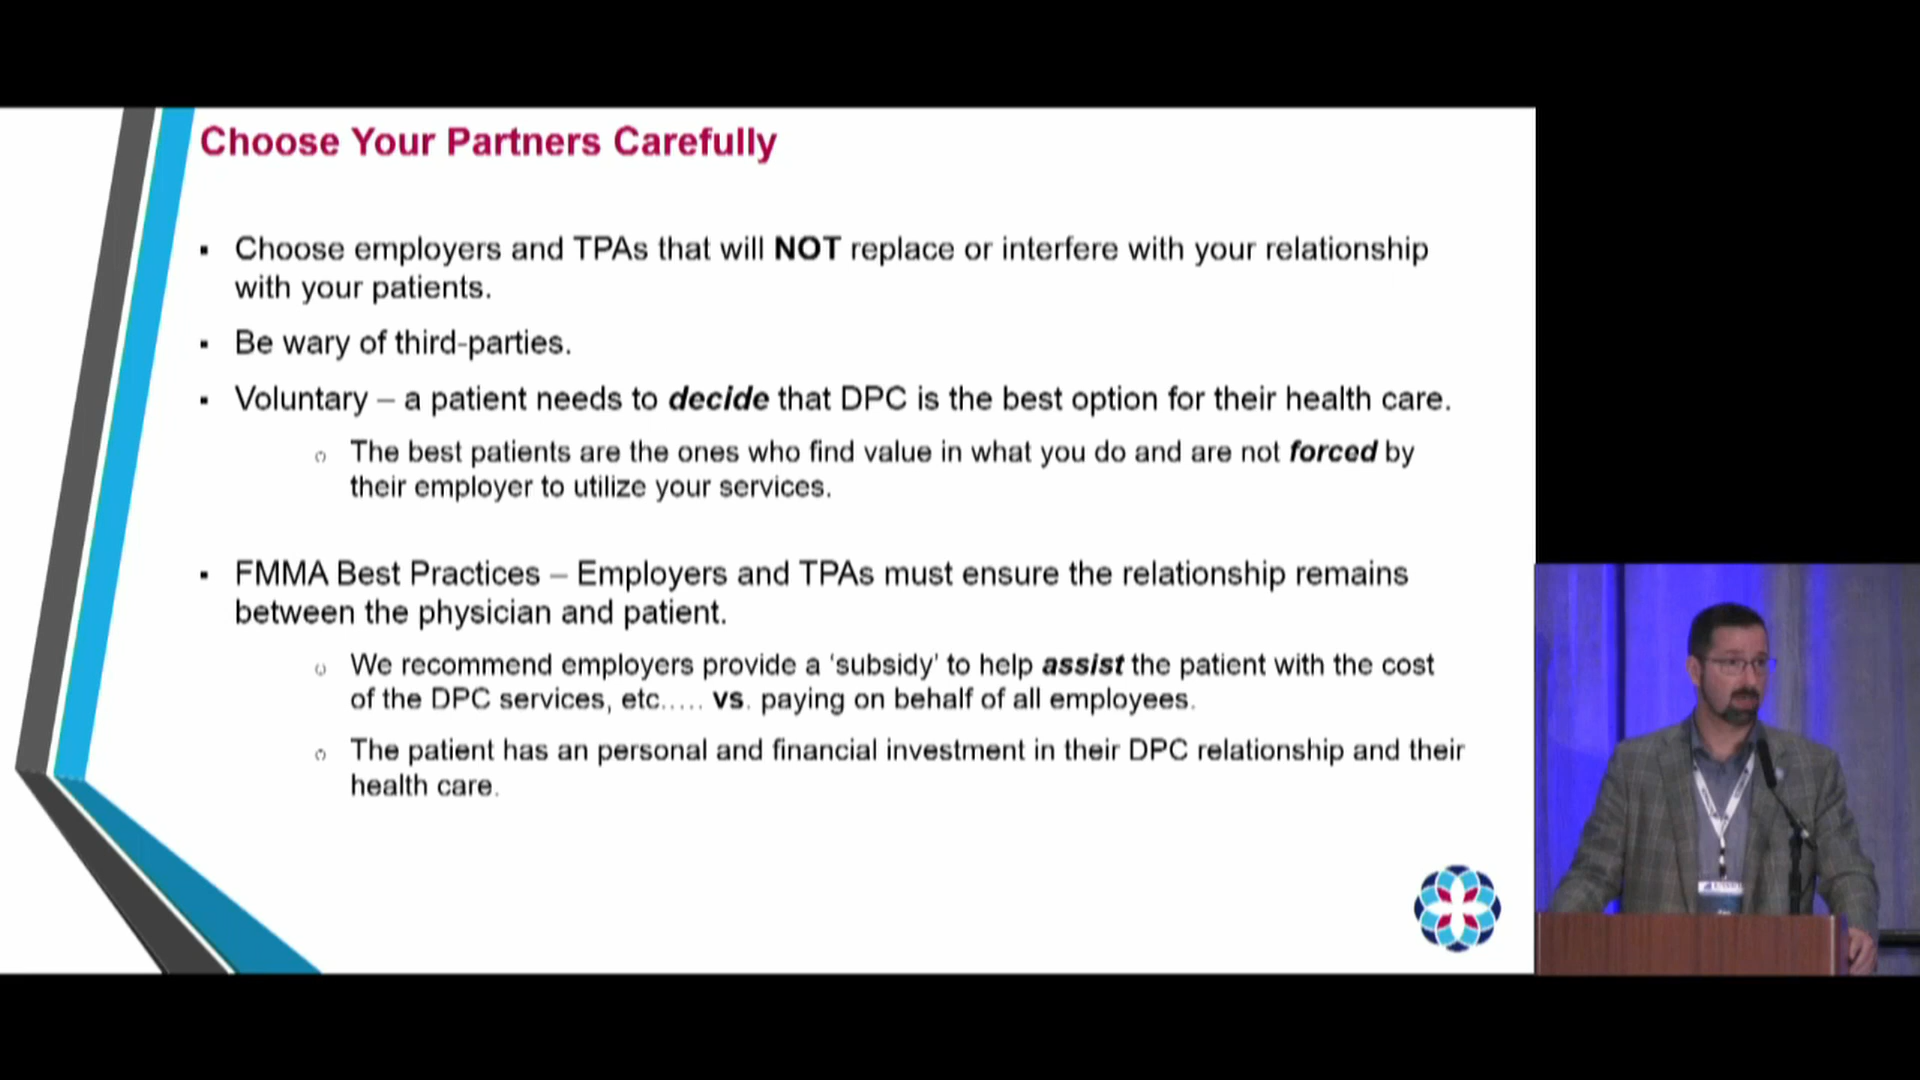 Choose Your Partners Carefully
▪ Choose employers and TPAs that will NOT replace or interfere with your relationship
with your patients.
▪ Be wary of third-parties.
▪ Voluntary – a patient needs to decide that DPC is the best option for their health care.
o The best patients are the ones who find value in what you do and are not forced by
their employer to utilize your services.
▪ FMMA Best Practices – Employers and TPAs must ensure the relationship remains
between the physician and patient.
o We recommend employers provide a ‘subsidy’ to help assist the patient with the cost
of the DPC services, etc..... vs. paying on behalf of all employees.
o The patient has an personal and financial investment in their DPC relationship and their
health care.